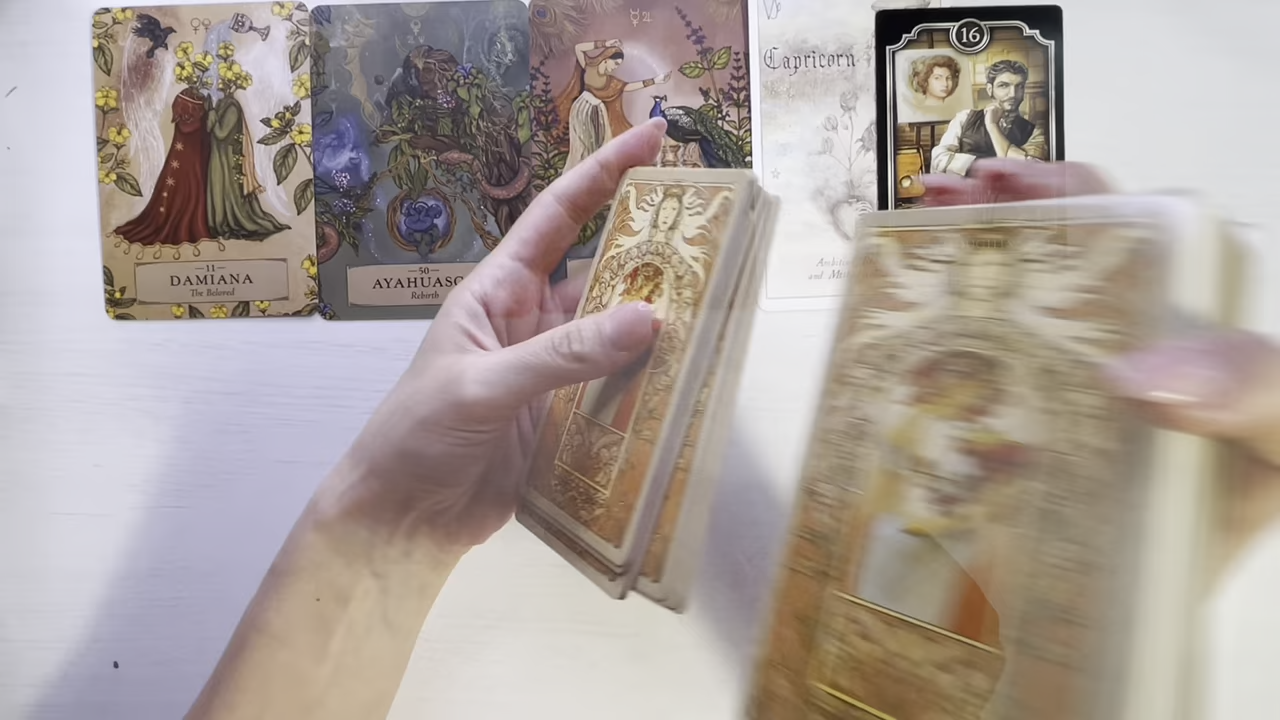 -11-
DAMIANA
The Beloved
-50-
AYAHUASC
Rebirth
Capricorn
16